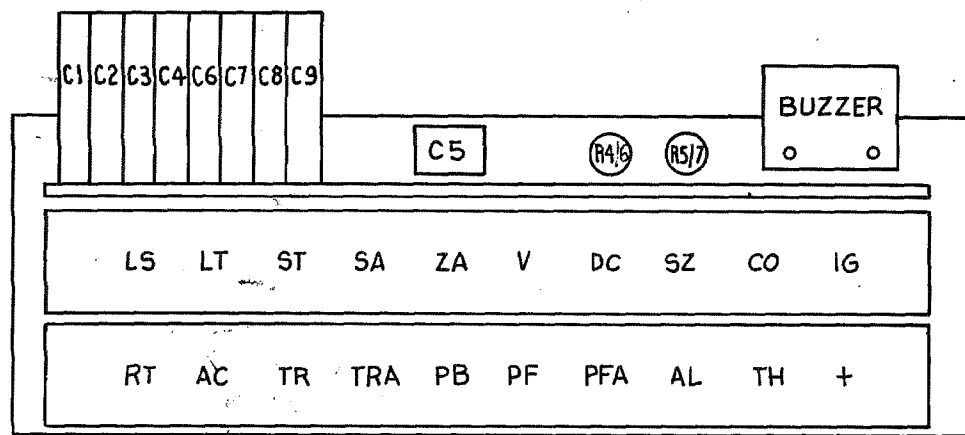 C1 C2 C3 C4 C6 C7 C8 C9
BUZZER
C5 R4/6 R5/7
LS LT ST SA ZA V DC SZ CO IG
RT AC TR TRA PB PF PFA AL TH +